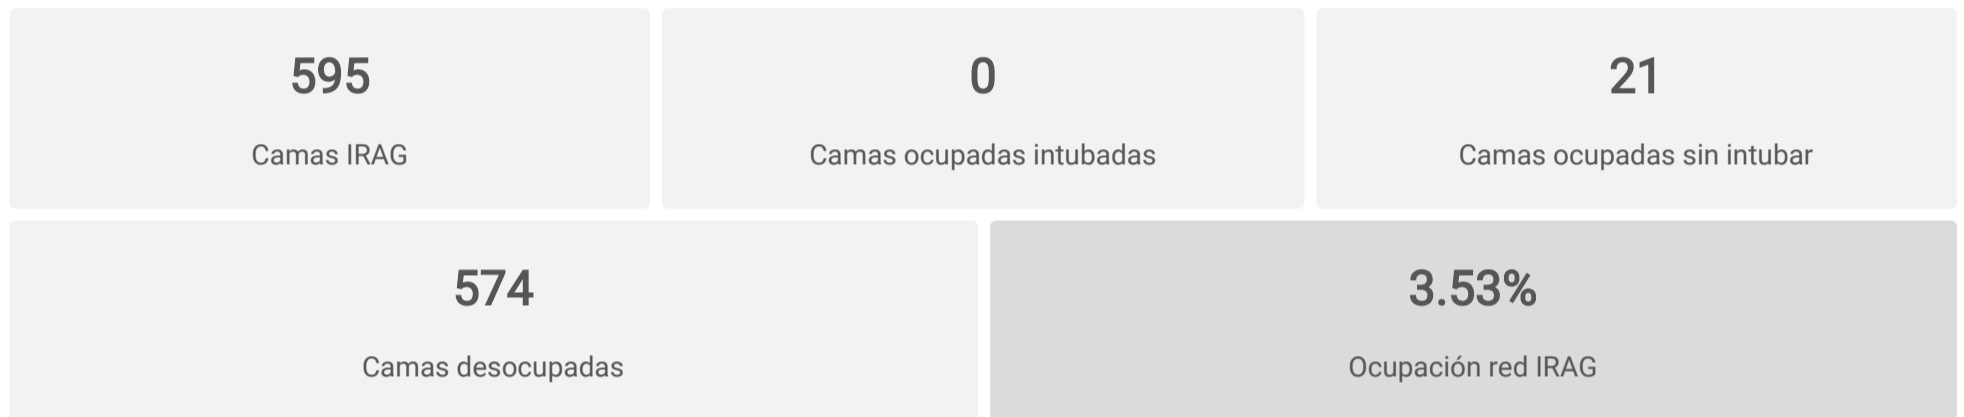 595
Camas IRAG
0
Camas ocupadas intubadas
21
Camas ocupadas sin intubar
574
Camas desocupadas
3.53%
Ocupación red IRAG